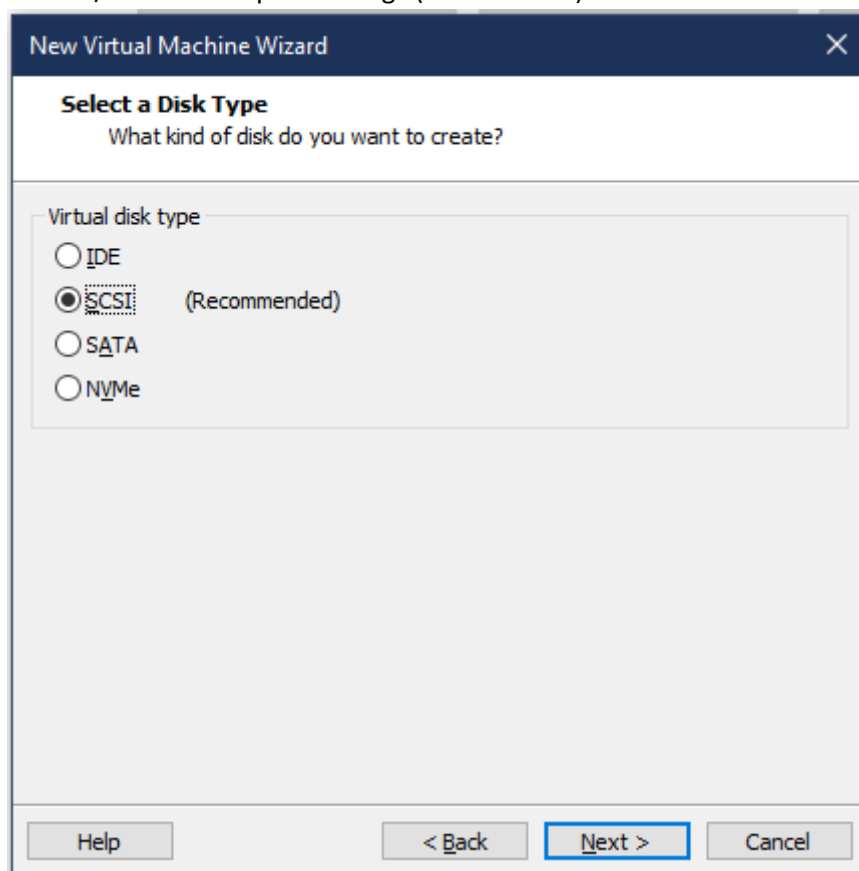 New Virtual Machine Wizard
Select a Disk Type
What kind of disk do you want to create?
Virtual disk type
IDE
SCSI (Recommended)
SATA
NVMe
Help < Back Next > Cancel